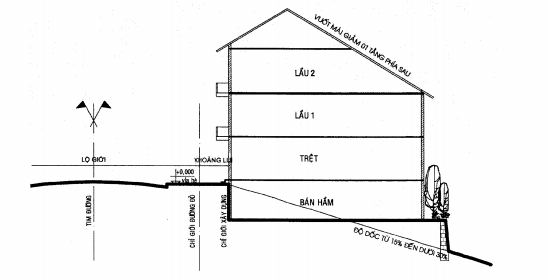 VUỐT MÁI GIẢM 01 TẦNG PHÍA SAU
LẦU 2
LẦU 1
LỘ GIỚI
KHOẢNG LÙI
TRỆT
±0,000
BÁN HẦM
TIM ĐƯỜNG
CHỈ GIỚI ĐƯỜNG ĐỎ
CHỈ GIỚI XÂY DỰNG
ĐỘ DỐC TỪ 15% ĐẾN DƯỚI 30%